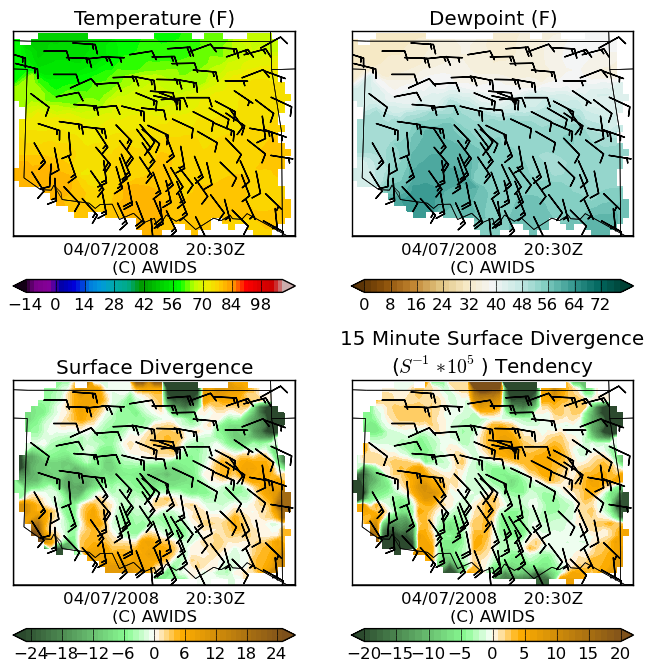 Temperature (F)
04/07/2008 20:30Z
(C) AWIDS
−14 0 14 28 42 56 70 84 98
Dewpoint (F)
04/07/2008 20:30Z
(C) AWIDS
0 8 16 24 32 40 48 56 64 72
Surface Divergence
04/07/2008 20:30Z
(C) AWIDS
−24 −18 −12 −6 0 6 12 18 24
15 Minute Surface Divergence
(S⁻¹ *10⁵ ) Tendency
04/07/2008 20:30Z
(C) AWIDS
−20 −15 −10 −5 0 5 10 15 20